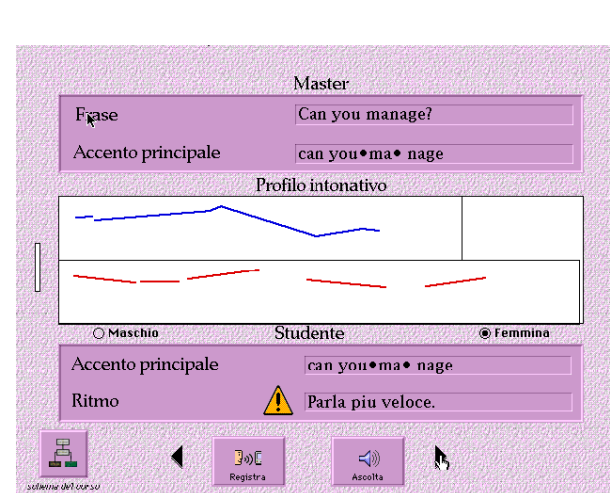 Master
Frase
Can you manage?
Accento principale
can you•ma• nage
Profilo intonativo
Maschio
Studente
Femmina
Accento principale
can you•ma• nage
Ritmo
Parla piu veloce.
Registra
Ascolta
schema del corso